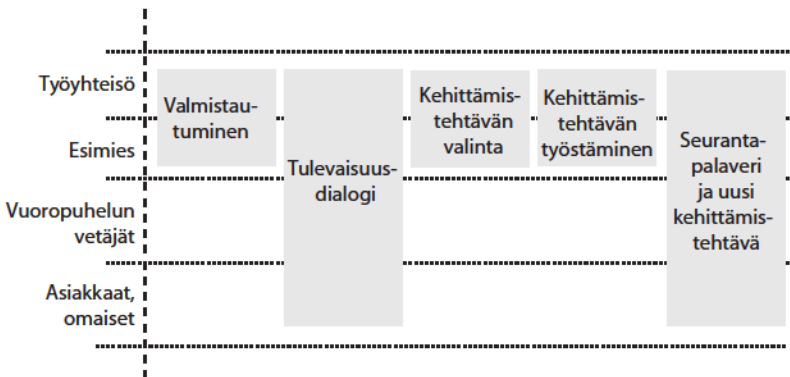 Työyhteisö
Esimies
Vuoropuhelun
vetäjät
Asiakkaat,
omaiset
Valmistau-
tuminen
Tulevaisuus-
dialogi
Kehittämis-
tehtävän
valinta
Kehittämis-
tehtävän
työstäminen
Seuranta-
palaveri
ja uusi
kehittämis-
tehtävä